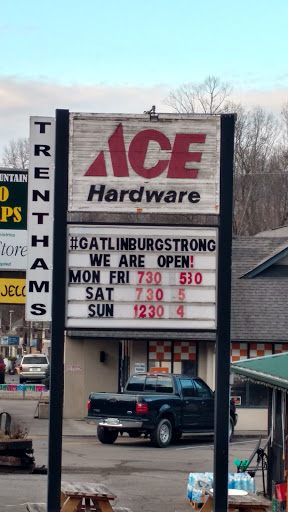 TRENTHAMS
ACE
Hardware
#GATLINBURGSTRONG
WE ARE OPEN!
MON FRI 730 530
SAT 730 5
SUN 1230 4